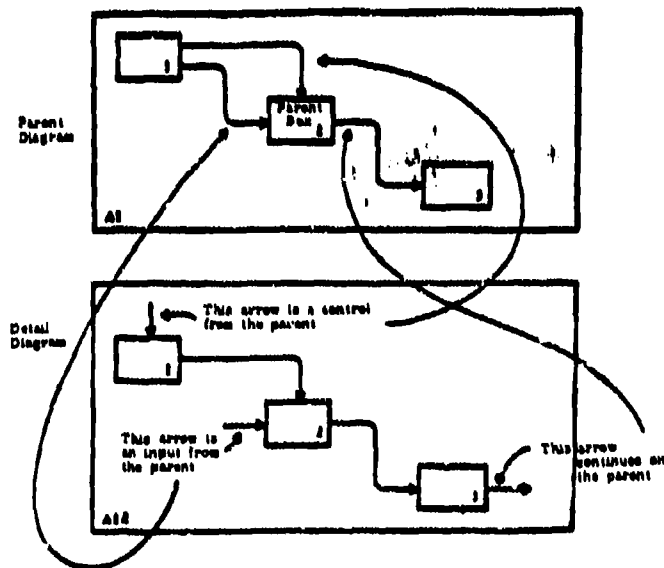 1
Parent
Box
2
Parent
Diagram
3
A1
This arrow is a control
from the parent
Detail
Diagram
1
This arrow is
an input from
the parent
2
This arrow
continues on
the parent
3
A12